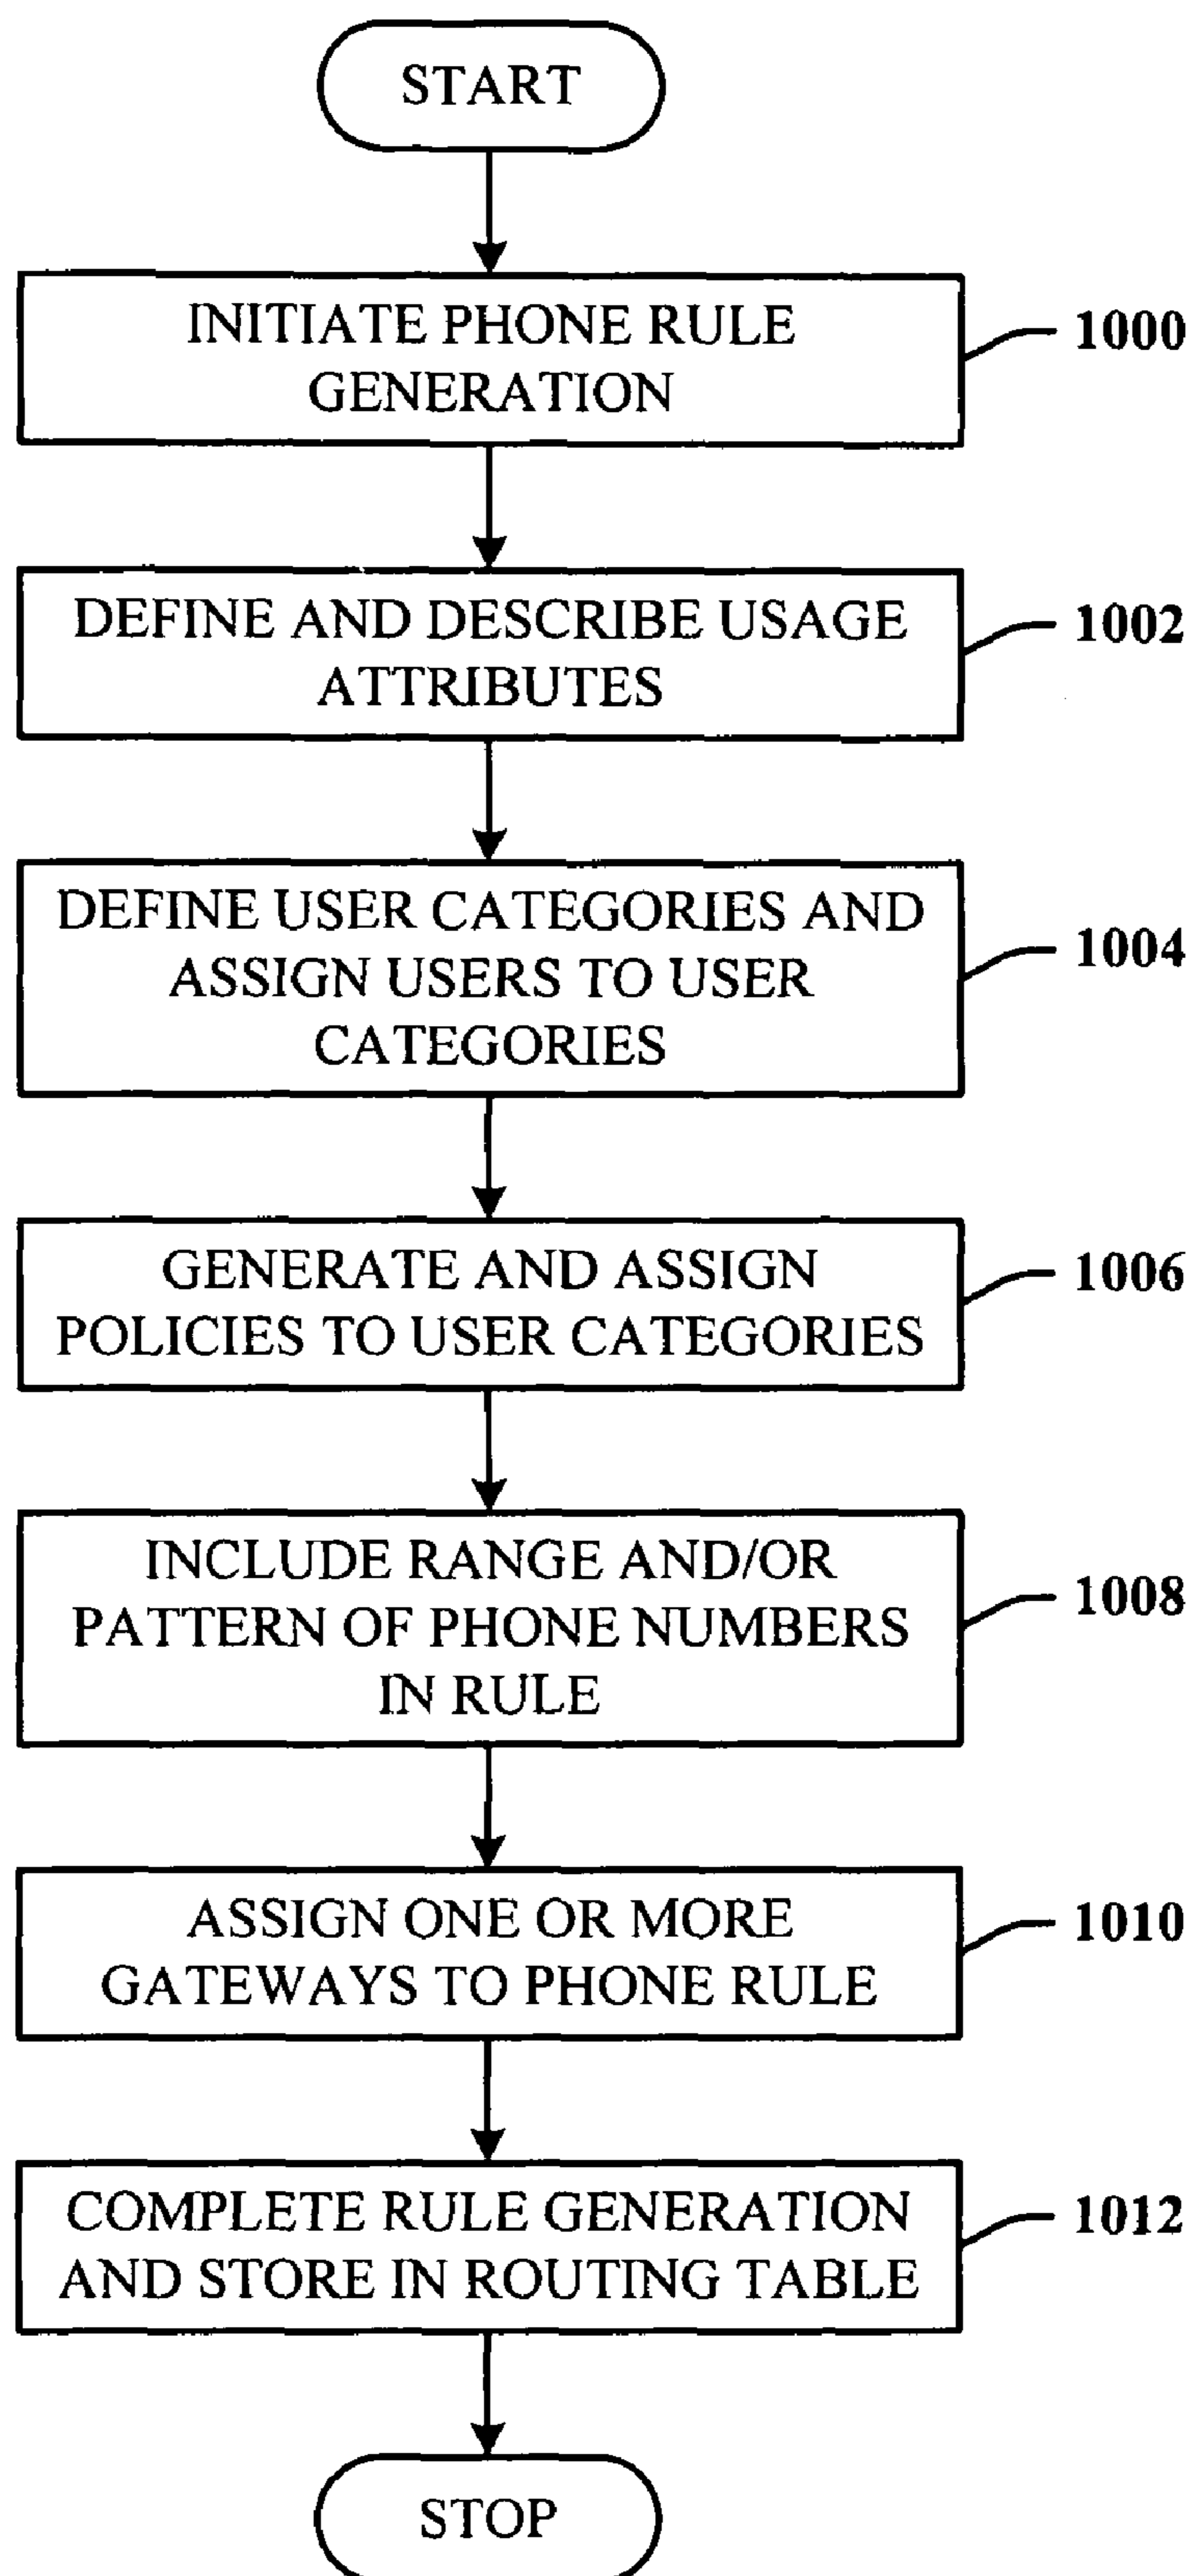 START
INITIATE PHONE RULE
GENERATION
1000
DEFINE AND DESCRIBE USAGE
ATTRIBUTES
1002
DEFINE USER CATEGORIES AND
ASSIGN USERS TO USER
CATEGORIES
1004
GENERATE AND ASSIGN
POLICIES TO USER CATEGORIES
1006
INCLUDE RANGE AND/OR
PATTERN OF PHONE NUMBERS
IN RULE
1008
ASSIGN ONE OR MORE
GATEWAYS TO PHONE RULE
1010
COMPLETE RULE GENERATION
AND STORE IN ROUTING TABLE
1012
STOP